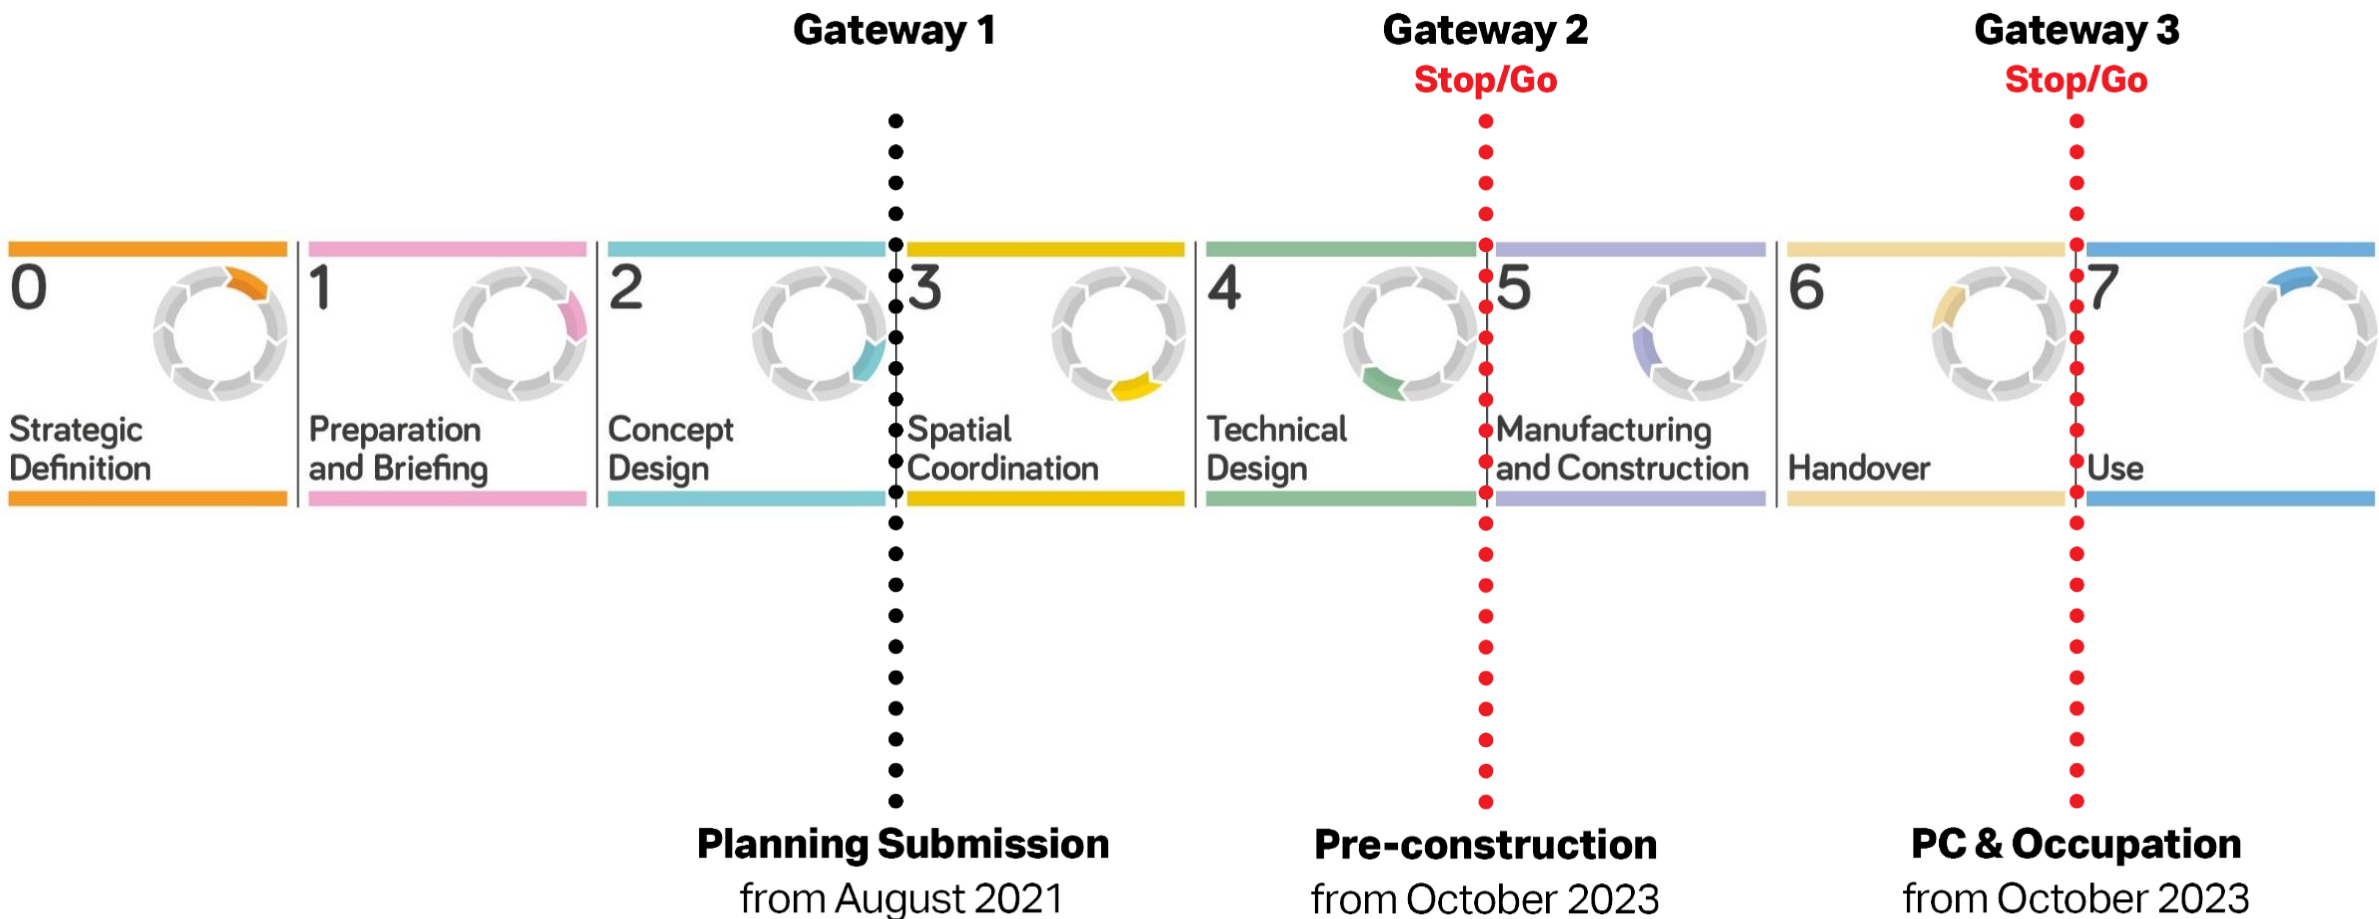 Gateway 1
Gateway 2
Stop/Go
Gateway 3
Stop/Go
0
Strategic
Definition
1
Preparation
and Briefing
2
Concept
Design
3
Spatial
Coordination
4
Technical
Design
5
Manufacturing
and Construction
6
Handover
7
Use
Planning Submission
from August 2021
Pre-construction
from October 2023
PC & Occupation
from October 2023